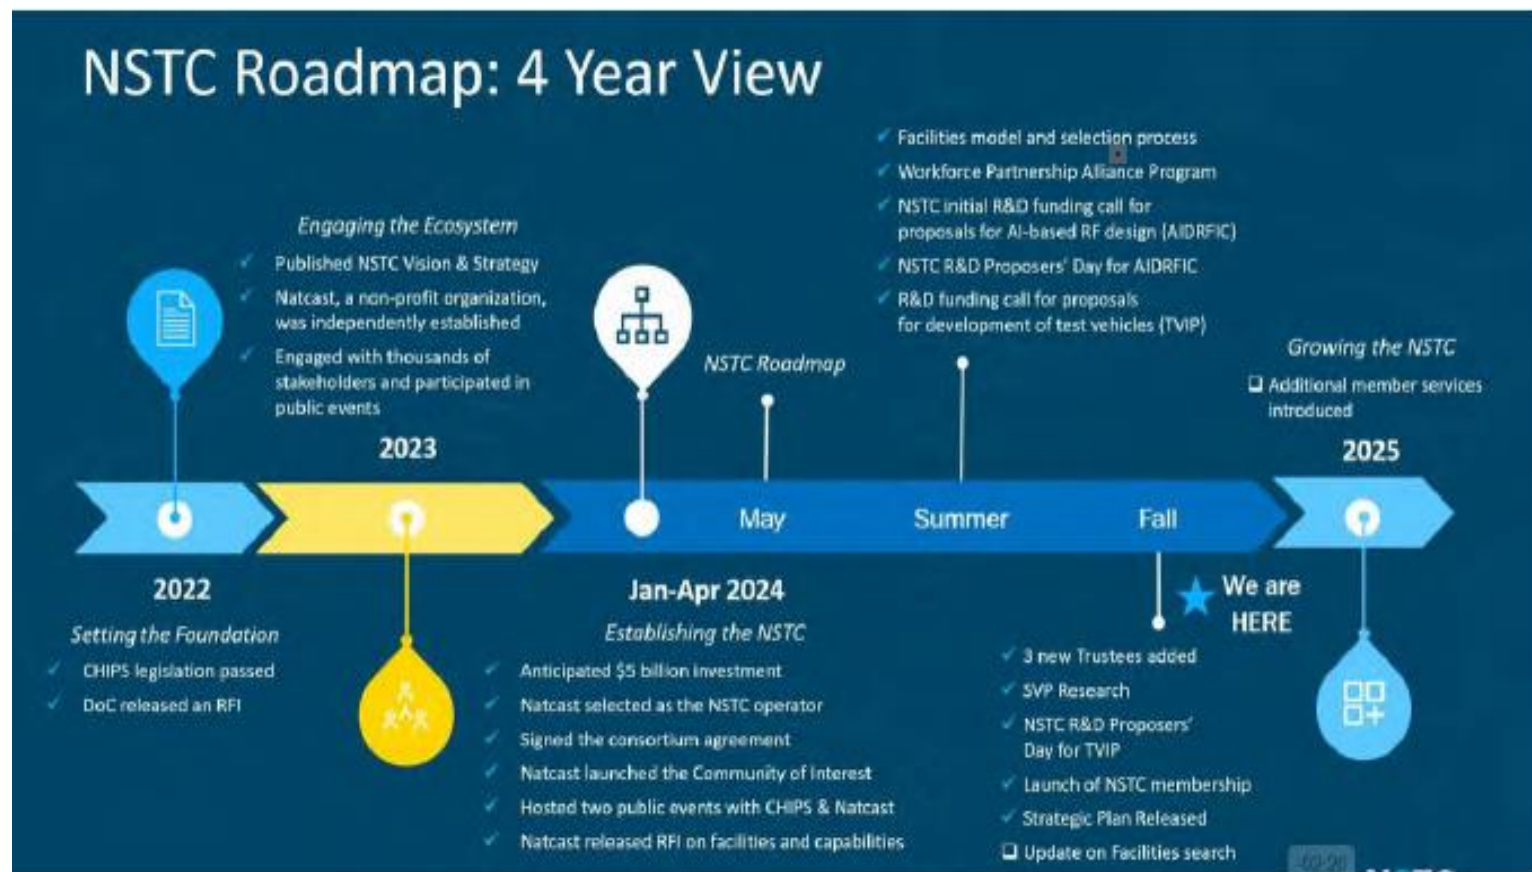 NSTC Roadmap: 4 Year View
Engaging the Ecosystem
Published NSTC Vision & Strategy
Natcast, a non-profit organization,
was independently established
Engaged with thousands of
stakeholders and participated in
public events
2023
NSTC Roadmap
Facilities model and selection process
Workforce Partnership Alliance Program
NSTC initial R&D funding call for
proposals for AI-based RF design (AIDRFIC)
NSTC R&D Proposers' Day for AIDRFIC
R&D funding call for proposals
for development of test vehicles (TVIP)
Growing the NSTC
Additional member services
introduced
2025
May
Summer
Fall
2022
Setting the Foundation
CHIPS legislation passed
DoC released an RFI
Jan-Apr 2024
Establishing the NSTC
Anticipated $5 billion investment
Natcast selected as the NSTC operator
Signed the consortium agreement
Natcast launched the Community of Interest
Hosted two public events with CHIPS & Natcast
Natcast released RFI on facilities and capabilities
We are
HERE
3 new Trustees added
SVP Research
NSTC R&D Proposers'
Day for TVIP
Launch of NSTC membership
Strategic Plan Released
Update on Facilities search